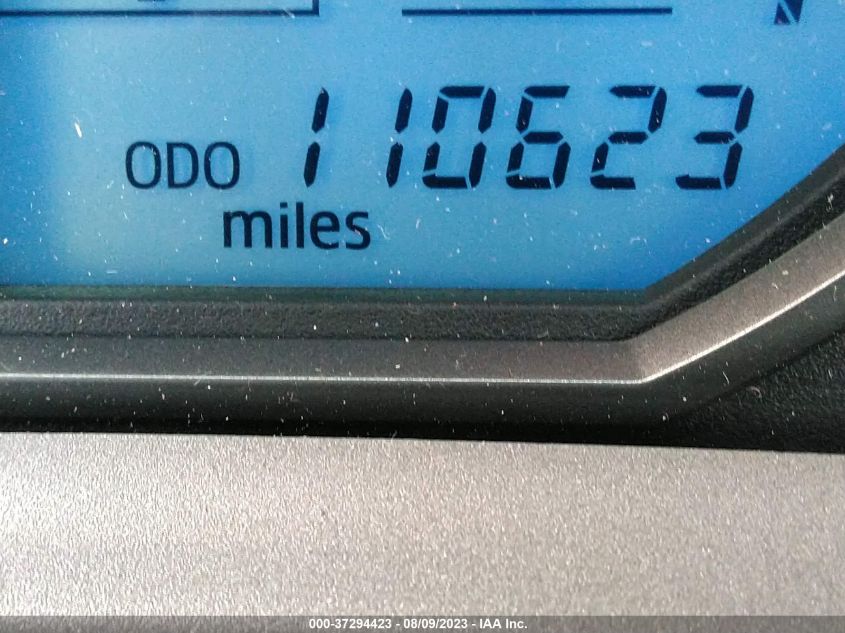 ODO 110623
miles
000-37294423 - 08/09/2023 - IAA Inc.